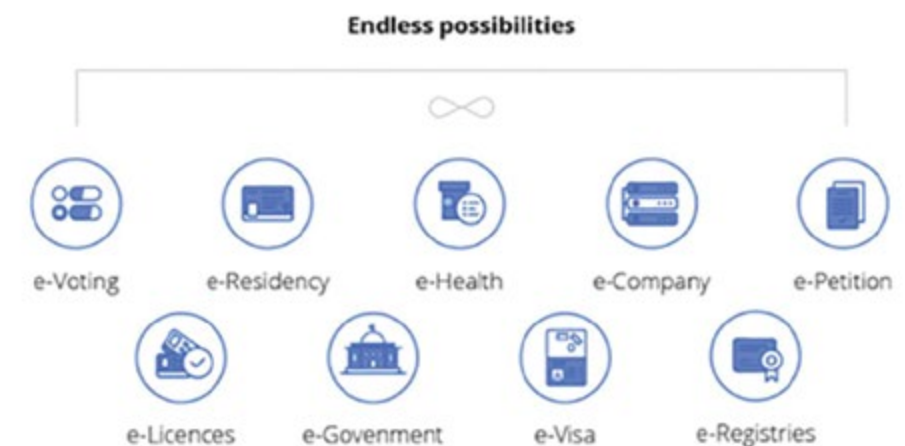 Endless possibilities
e-Voting e-Residency e-Health e-Company e-Petition
e-Licences e-Govenment e-Visa e-Registries